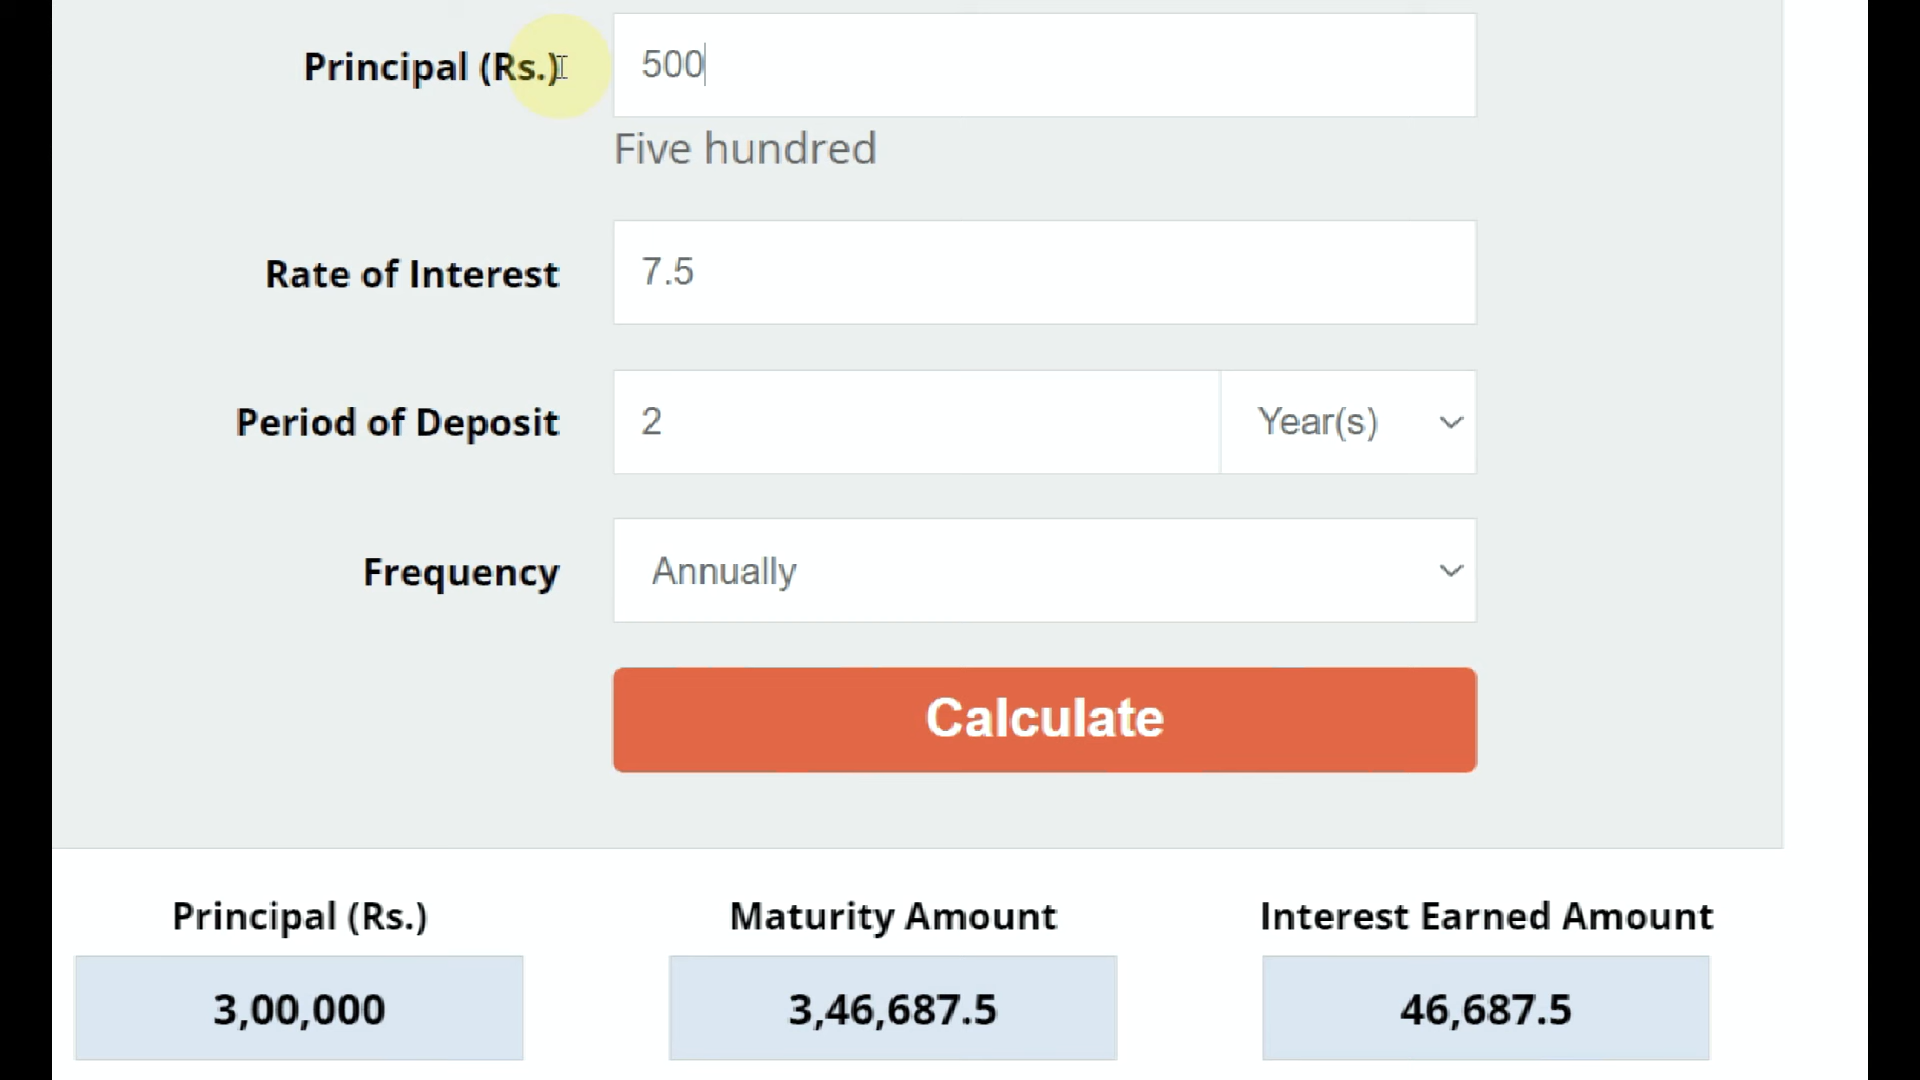 Principal (Rs.) 500
Five hundred
Rate of Interest 7.5
Period of Deposit 2 Year(s)
Frequency Annually
Calculate
Principal (Rs.) Maturity Amount Interest Earned Amount
3,00,000 3,46,687.5 46,687.5